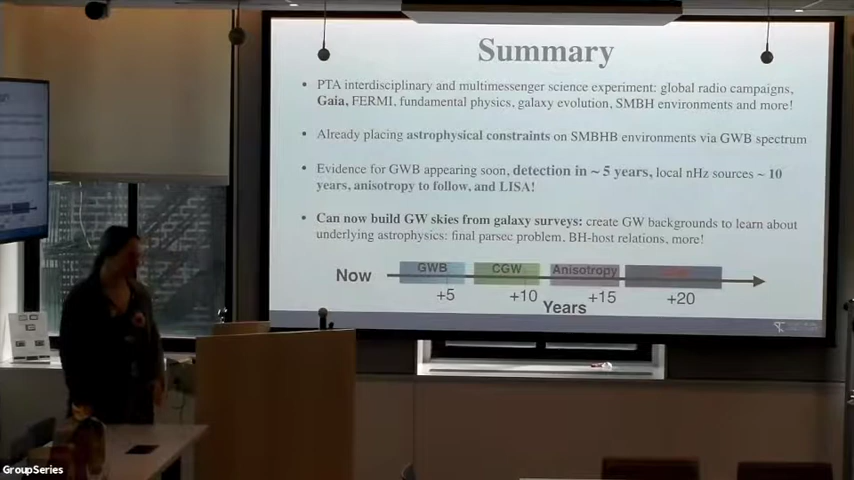 Summary
• PTA interdisciplinary and multimessenger science experiment: global radio campaigns,
Gaia, FERMI, fundamental physics, galaxy evolution, SMBH environments and more!
• Already placing astrophysical constraints on SMBHB environments via GWB spectrum
• Evidence for GWB appearing soon, detection in ~ 5 years, local nHz sources ~ 10
years, anisotropy to follow, and LISA!
• Can now build GW skies from galaxy surveys: create GW backgrounds to learn about
underlying astrophysics: final parsec problem, BH-host relations, more!
Now GWB CGW Anisotropy
+5 +10 +15 +20
Years
GroupSeries